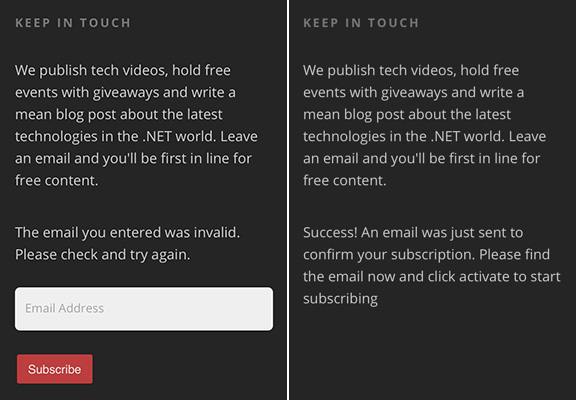 KEEP IN TOUCH
We publish tech videos, hold free
events with giveaways and write a
mean blog post about the latest
technologies in the .NET world. Leave
an email and you'll be first in line for
free content.
The email you entered was invalid.
Please check and try again.
Email Address
Subscribe
KEEP IN TOUCH
We publish tech videos, hold free
events with giveaways and write a
mean blog post about the latest
technologies in the .NET world. Leave
an email and you'll be first in line for
free content.
Success! An email was just sent to
confirm your subscription. Please find
the email now and click activate to start
subscribing